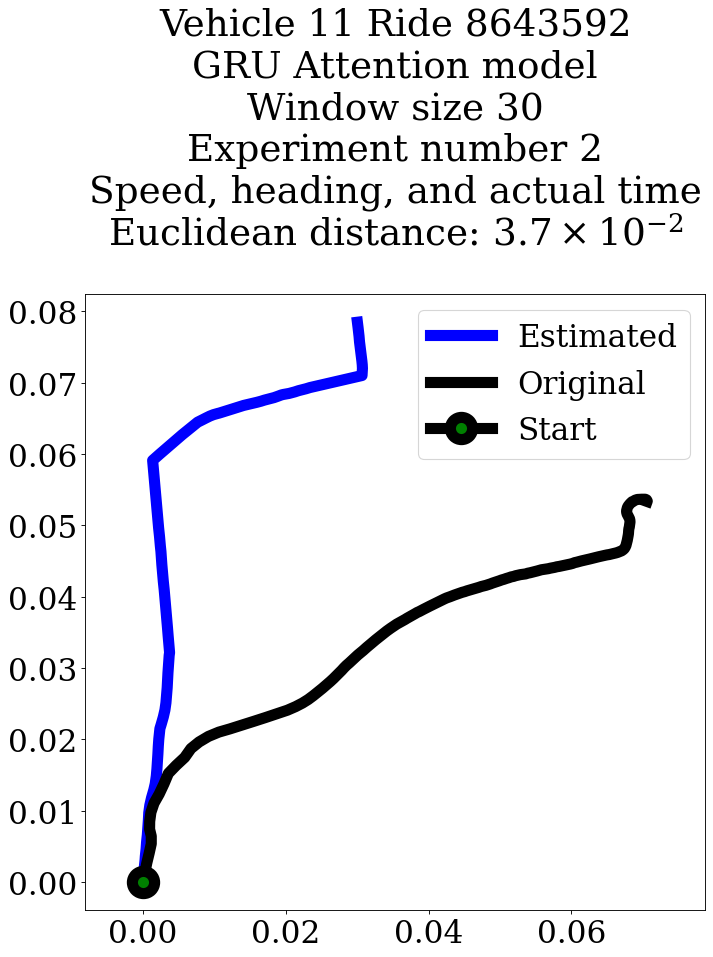 Vehicle 11 Ride 8643592
GRU Attention model
Window size 30
Experiment number 2
Speed, heading, and actual time
Euclidean distance: 3.7 × 10⁻²
0.08
Estimated
0.07
Original
0.06
Start
0.05
0.04
0.03
0.02
0.01
0.00
0.00 0.02 0.04 0.06